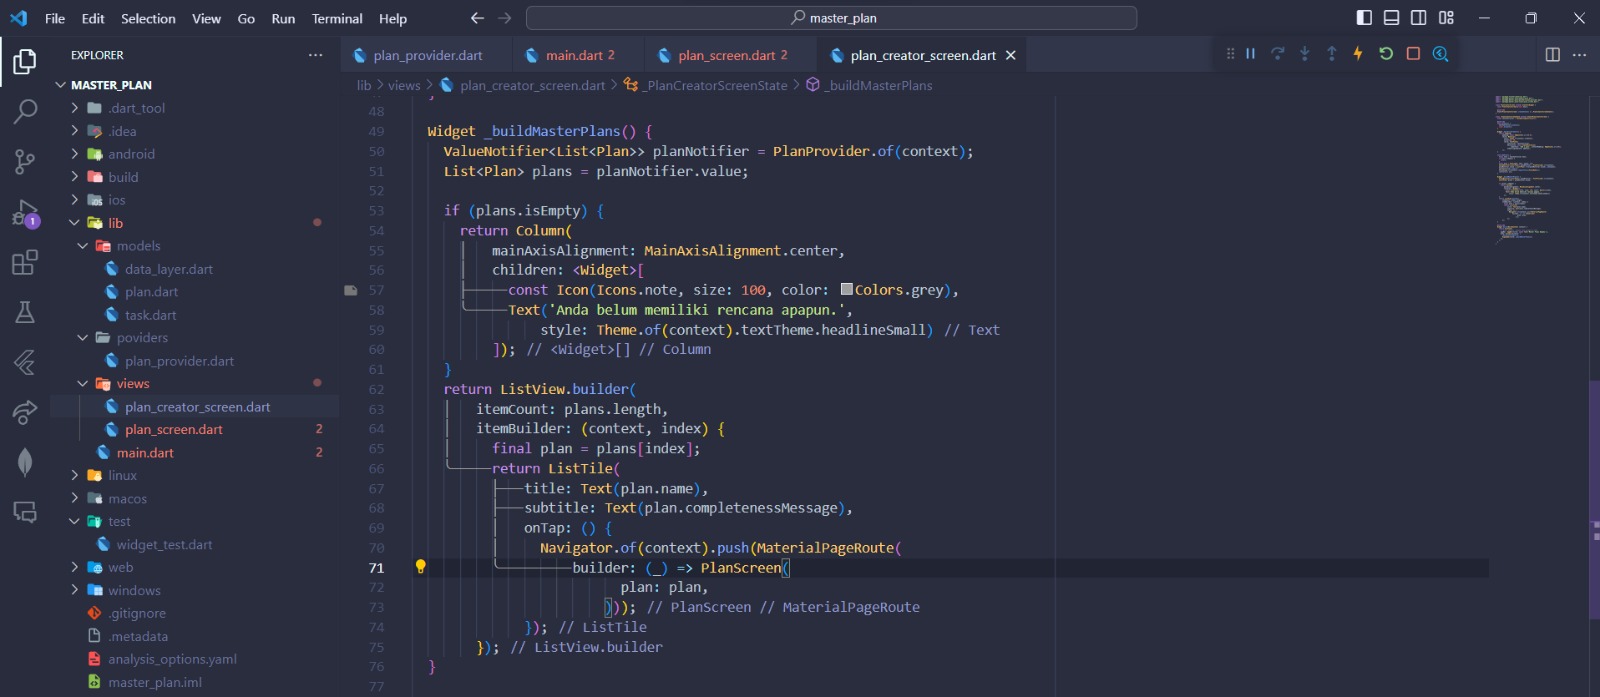 File Edit Selection View Go Run Terminal Help
master_plan
EXPLORER
plan_provider.dart
main.dart 2
plan_screen.dart 2
plan_creator_screen.dart
lib > views > plan_creator_screen.dart > _PlanCreatorScreenState > _buildMasterPlans
MASTER_PLAN
.dart_tool
.idea
android
build
ios
1
lib
models
data_layer.dart
plan.dart
task.dart
poviders
plan_provider.dart
views
plan_creator_screen.dart
plan_screen.dart 2
main.dart 2
linux
macos
test
widget_test.dart
web
windows
.gitignore
.metadata
analysis_options.yaml
master_plan.iml
48
49 Widget _buildMasterPlans() {
50 ValueNotifier<List<Plan>> planNotifier = PlanProvider.of(context);
51 List<Plan> plans = planNotifier.value;
52
53 if (plans.isEmpty) {
54 return Column(
55 mainAxisAlignment: MainAxisAlignment.center,
56 children: <Widget>[
57 const Icon(Icons.note, size: 100, color: Colors.grey),
58 Text('Anda belum memiliki rencana apapun.',
59 style: Theme.of(context).textTheme.headlineSmall) // Text
60 ]); // <Widget>[] // Column
61 }
62 return ListView.builder(
63 itemCount: plans.length,
64 itemBuilder: (context, index) {
65 final plan = plans[index];
66 return ListTile(
67 title: Text(plan.name),
68 subtitle: Text(plan.completenessMessage),
69 onTap: () {
70 Navigator.of(context).push(MaterialPageRoute(
71 builder: (_) => PlanScreen(
72 plan: plan,
73 ))); // PlanScreen // MaterialPageRoute
74 }); // ListTile
75 }); // ListView.builder
76 }
77